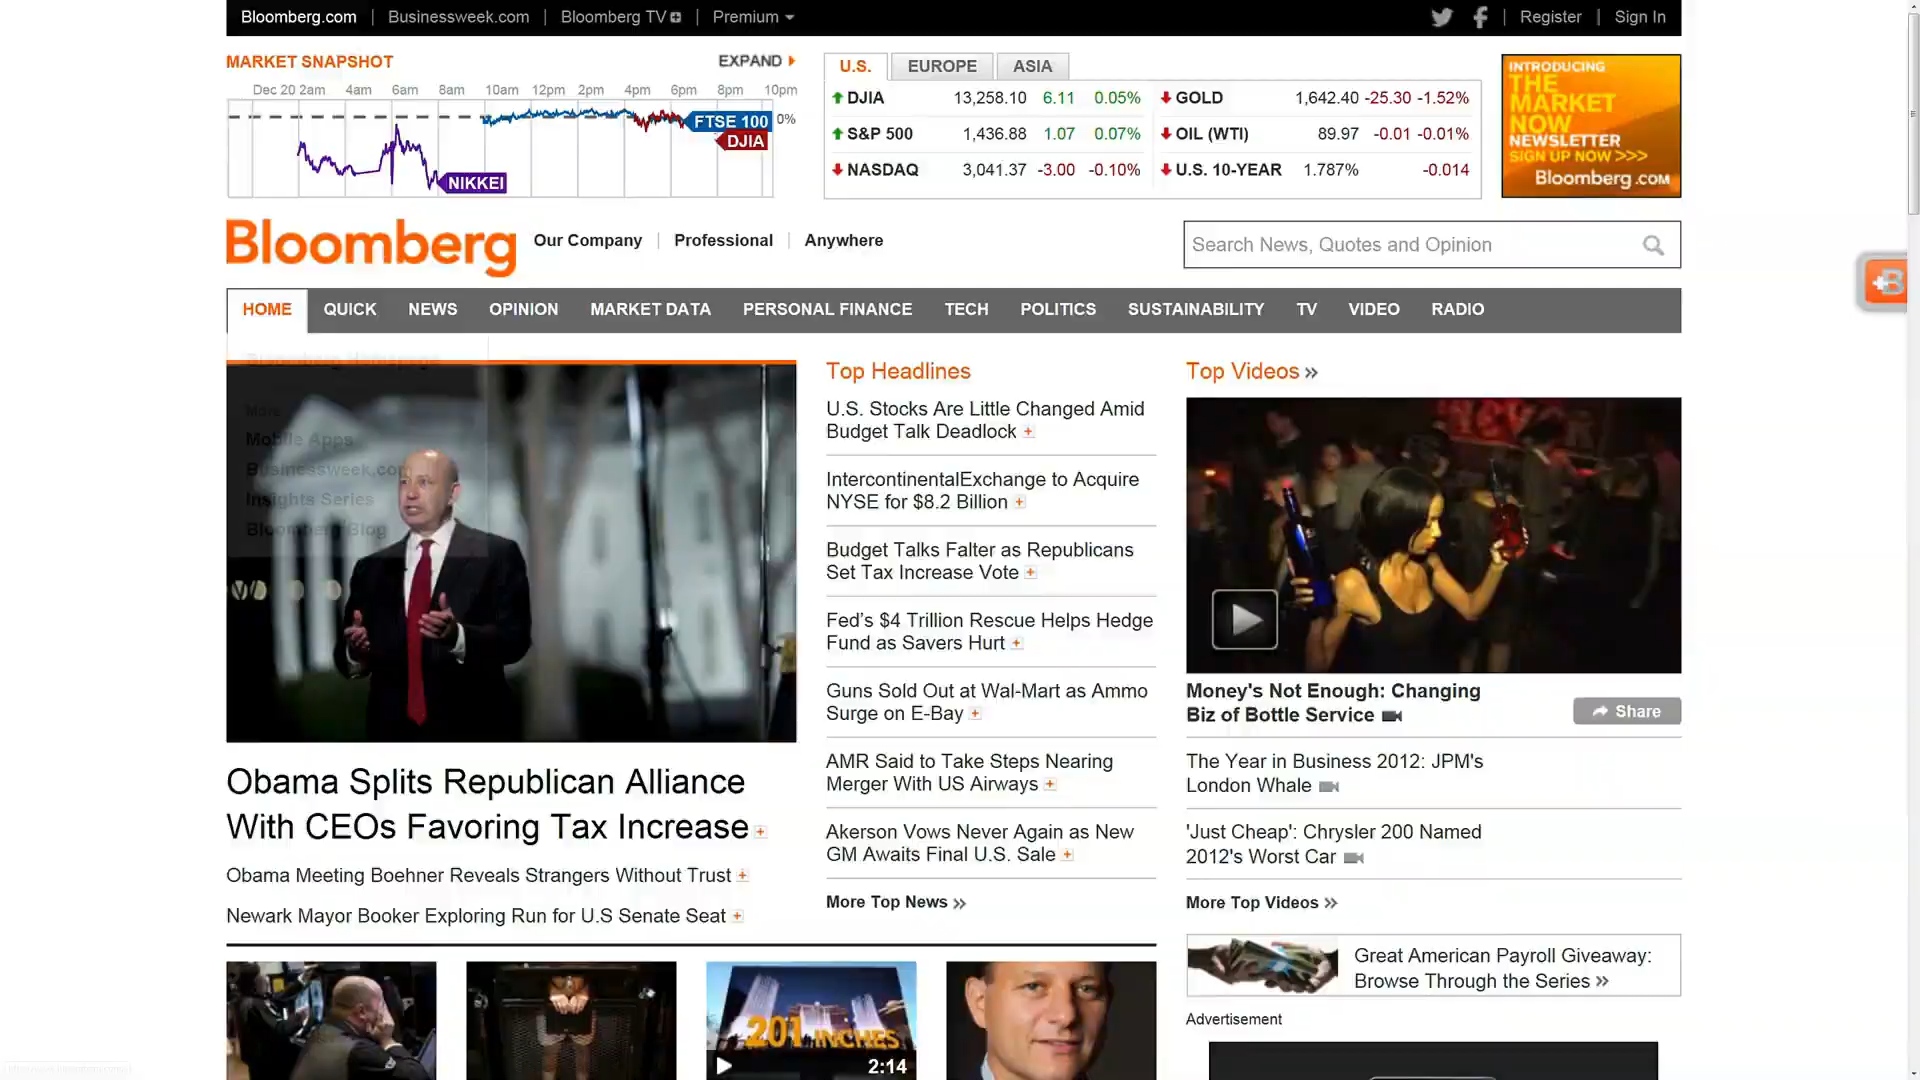 Bloomberg.com | Businessweek.com | Bloomberg TV | Premium
Register | Sign In
MARKET SNAPSHOT
EXPAND
Dec 20 2am 4am 6am 8am 10am 12pm 2pm 4pm 6pm 8pm 10pm
FTSE 100
0%
DJIA
NIKKEI
U.S. EUROPE ASIA
DJIA 13,258.10 6.11 0.05%
S&P 500 1,436.88 1.07 0.07%
NASDAQ 3,041.37 -3.00 -0.10%
GOLD 1,642.40 -25.30 -1.52%
OIL (WTI) 89.97 -0.01 -0.01%
U.S. 10-YEAR 1.787% -0.014
INTRODUCING
THE
MARKET
NOW
NEWSLETTER
SIGN UP NOW >>>
Bloomberg.com
Bloomberg
Our Company | Professional | Anywhere
Search News, Quotes and Opinion
+B
HOME QUICK NEWS OPINION MARKET DATA PERSONAL FINANCE TECH POLITICS SUSTAINABILITY TV VIDEO RADIO
Bloomberg Homepage
More
Mobile Apps
Businessweek.com
Insights Series
Bloomberg Blog
Obama Splits Republican Alliance
With CEOs Favoring Tax Increase
Obama Meeting Boehner Reveals Strangers Without Trust
Newark Mayor Booker Exploring Run for U.S Senate Seat
Top Headlines
U.S. Stocks Are Little Changed Amid
Budget Talk Deadlock
IntercontinentalExchange to Acquire
NYSE for $8.2 Billion
Budget Talks Falter as Republicans
Set Tax Increase Vote
Fed's $4 Trillion Rescue Helps Hedge
Fund as Savers Hurt
Guns Sold Out at Wal-Mart as Ammo
Surge on E-Bay
AMR Said to Take Steps Nearing
Merger With US Airways
Akerson Vows Never Again as New
GM Awaits Final U.S. Sale
More Top News »
Top Videos »
Money's Not Enough: Changing
Biz of Bottle Service
Share
The Year in Business 2012: JPM's
London Whale
'Just Cheap': Chrysler 200 Named
2012's Worst Car
More Top Videos »
Great American Payroll Giveaway:
Browse Through the Series »
Advertisement
201 INCHES
2:14